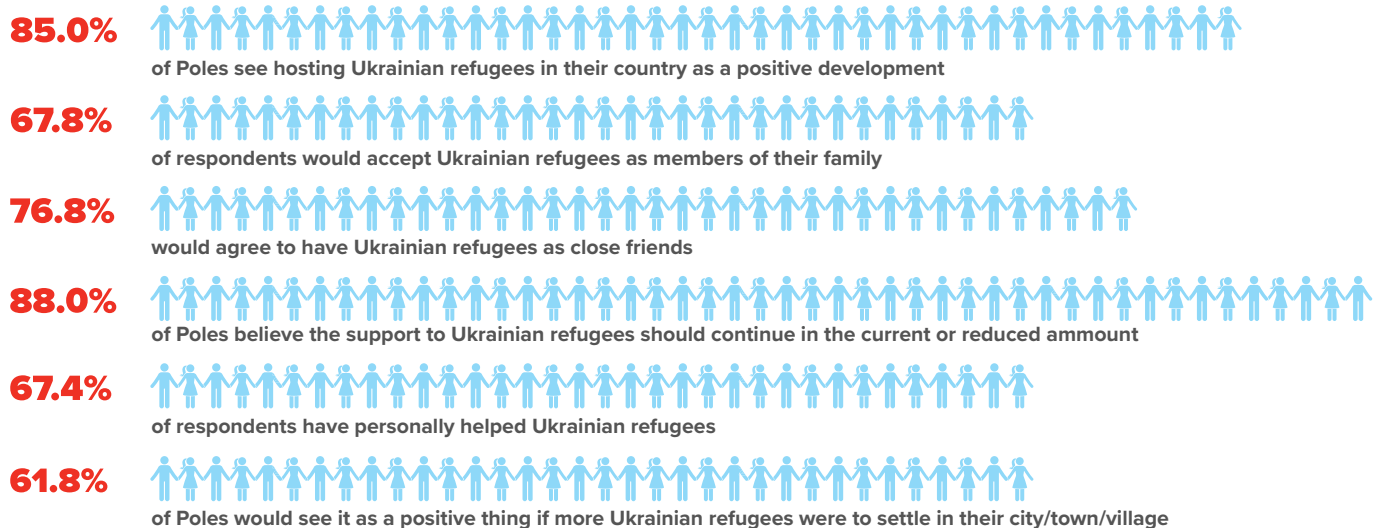 85.0%
of Poles see hosting Ukrainian refugees in their country as a positive development
67.8%
of respondents would accept Ukrainian refugees as members of their family
76.8%
would agree to have Ukrainian refugees as close friends
88.0%
of Poles believe the support to Ukrainian refugees should continue in the current or reduced ammount
67.4%
of respondents have personally helped Ukrainian refugees
61.8%
of Poles would see it as a positive thing if more Ukrainian refugees were to settle in their city/town/village